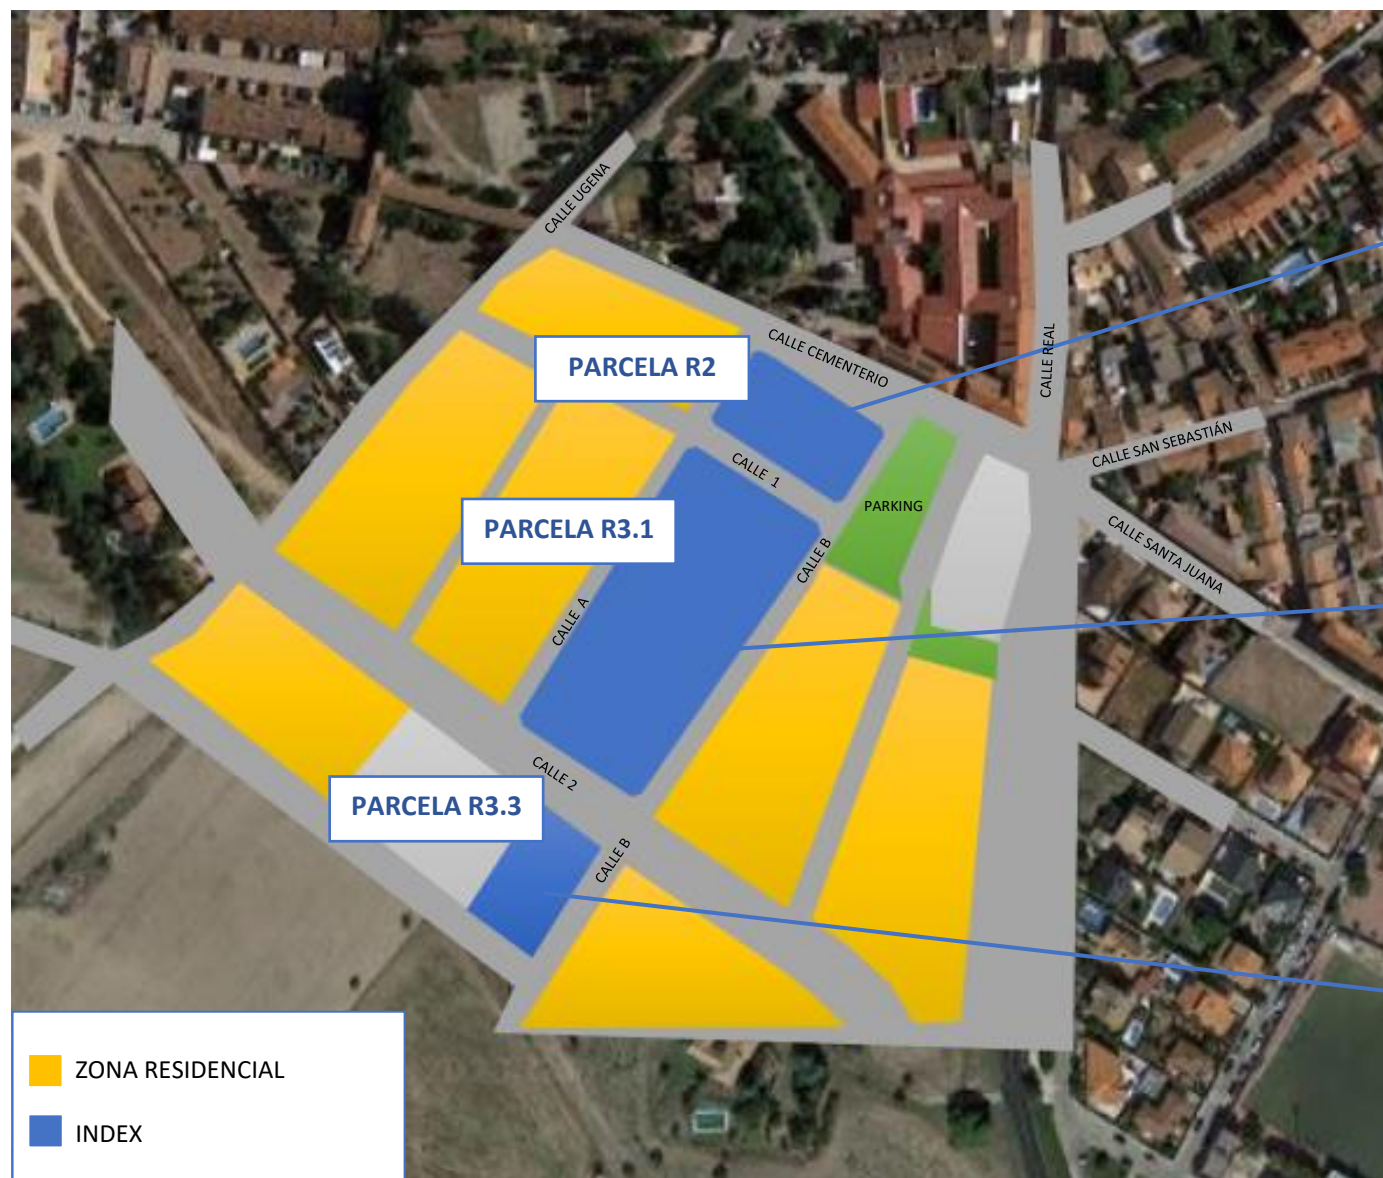 CALLE UGENA
CALLE CEMENTERIO
CALLE REAL
PARCELA R2
CALLE SAN SEBASTIÁN
CALLE 1
PARKING
PARCELA R3.1
CALLE B
CALLE SANTA JUANA
CALLE A
CALLE 2
PARCELA R3.3
CALLE B
ZONA RESIDENCIAL
INDEX